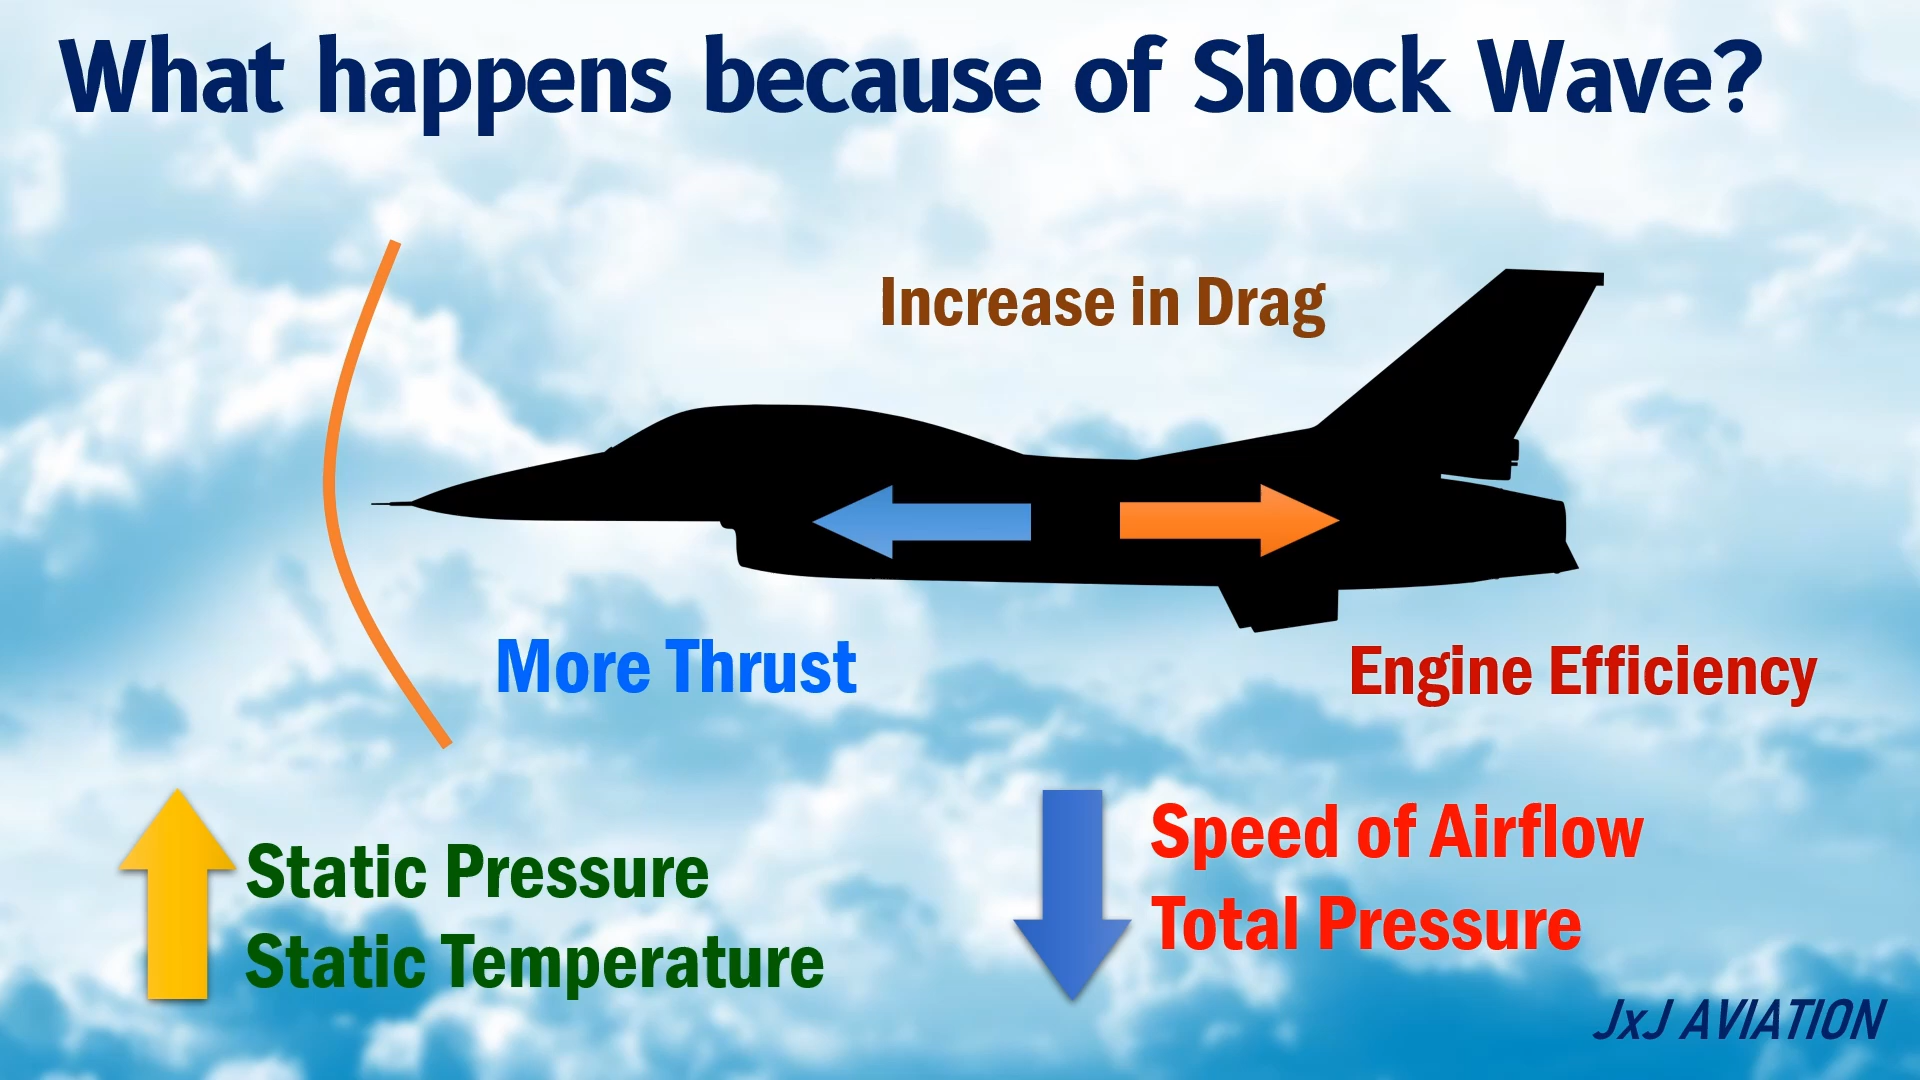 What happens because of Shock Wave?
Increase in Drag
More Thrust
Engine Efficiency
Static Pressure
Static Temperature
Speed of Airflow
Total Pressure
JxJ AVIATION